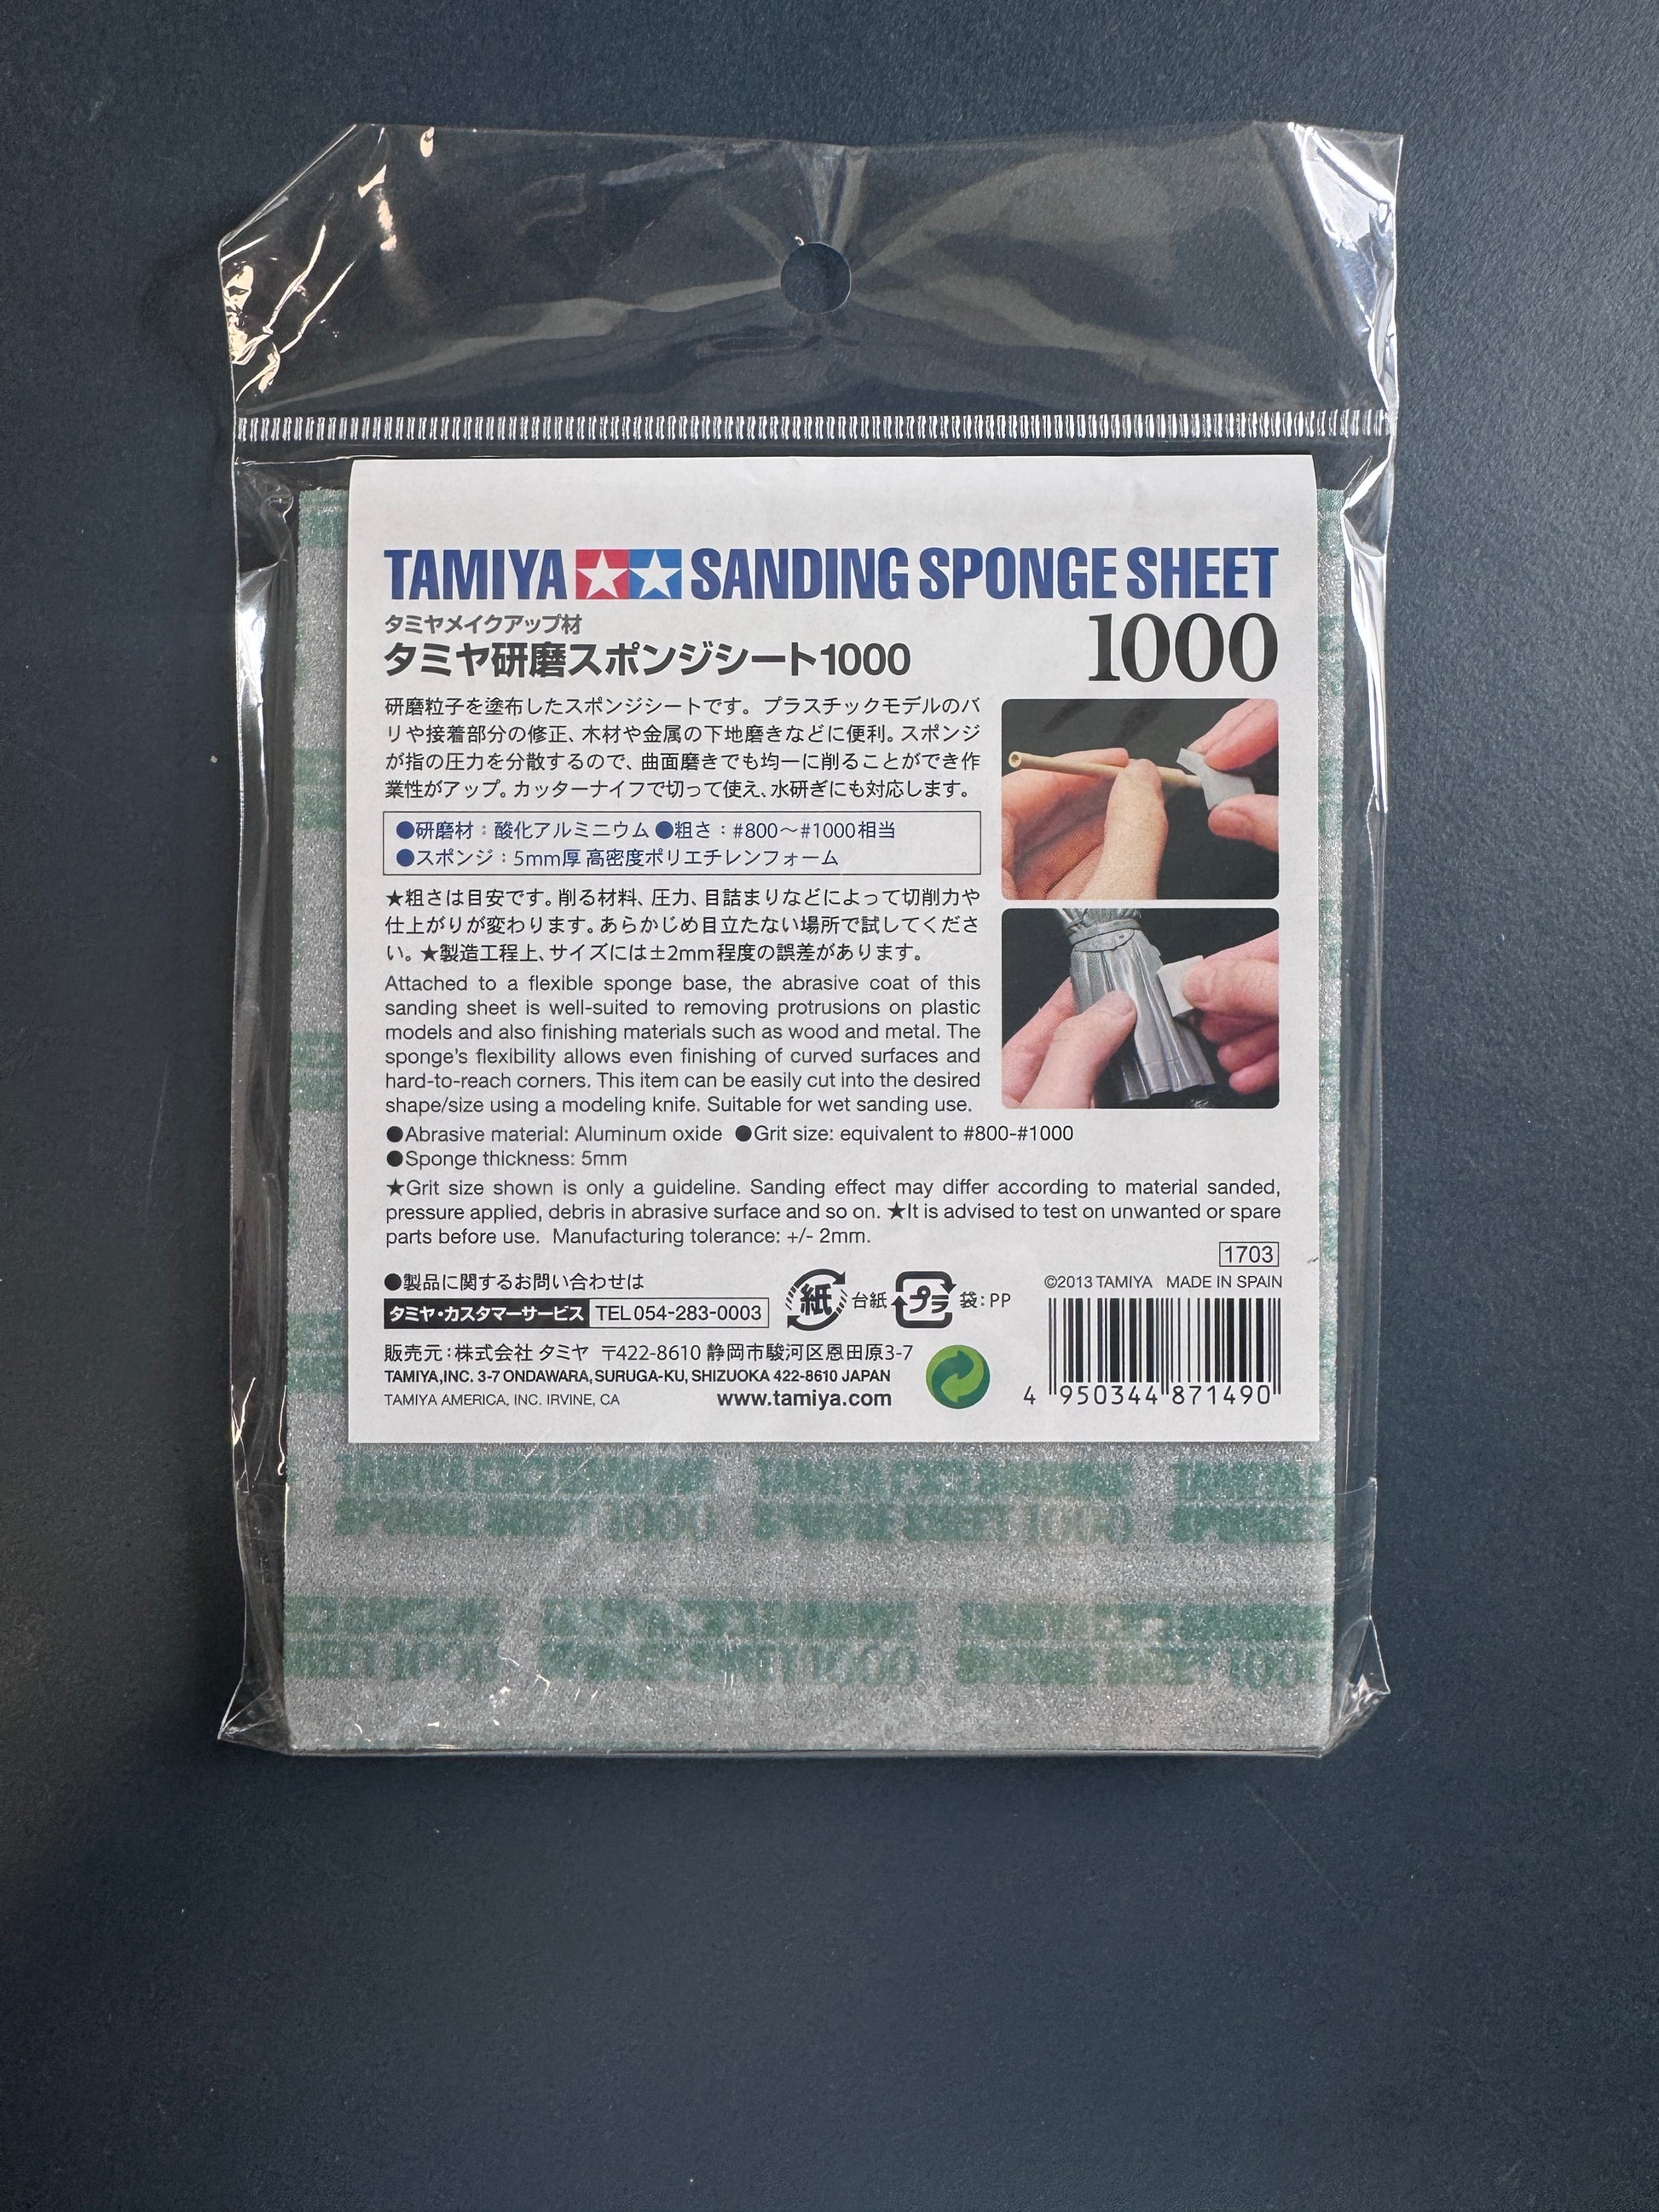 TAMIYA SANDING SPONGE SHEET
タミヤメイクアップ材
タミヤ研磨スポンジシート1000
1000
研磨粒子を塗布したスポンジシートです。プラスチックモデルのバ
リや接着部分の修正、木材や金属の下地磨きなどに便利。スポンジ
が指の圧力を分散するので、曲面磨きでも均一に削ることができ作
業性がアップ。カッターナイフで切って使え、水研ぎにも対応します。
●研磨材：酸化アルミニウム ●粗さ：#800〜#1000相当
●スポンジ：5mm厚 高密度ポリエチレンフォーム
★粗さは目安です。削る材料、圧力、目詰まりなどによって切削力や
仕上がりが変わります。あらかじめ目立たない場所で試してくださ
い。★製造工程上、サイズには±2mm程度の誤差があります。
Attached to a flexible sponge base, the abrasive coat of this
sanding sheet is well-suited to removing protrusions on plastic
models and also finishing materials such as wood and metal. The
sponge's flexibility allows even finishing of curved surfaces and
hard-to-reach corners. This item can be easily cut into the desired
shape/size using a modeling knife. Suitable for wet sanding use.
●Abrasive material: Aluminum oxide ●Grit size: equivalent to #800-#1000
●Sponge thickness: 5mm
★Grit size shown is only a guideline. Sanding effect may differ according to material sanded,
pressure applied, debris in abrasive surface and so on. ★It is advised to test on unwanted or spare
parts before use. Manufacturing tolerance: +/- 2mm.
1703
●製品に関するお問い合わせは
タミヤ・カスタマーサービス TEL 054-283-0003
紙 台紙 プラ 袋：PP
©2013 TAMIYA MADE IN SPAIN
販売元：株式会社 タミヤ 〒422-8610 静岡市駿河区恩田原3-7
TAMIYA,INC. 3-7 ONDAWARA, SURUGA-KU, SHIZUOKA 422-8610 JAPAN
TAMIYA AMERICA, INC. IRVINE, CA www.tamiya.com
4 950344 871490